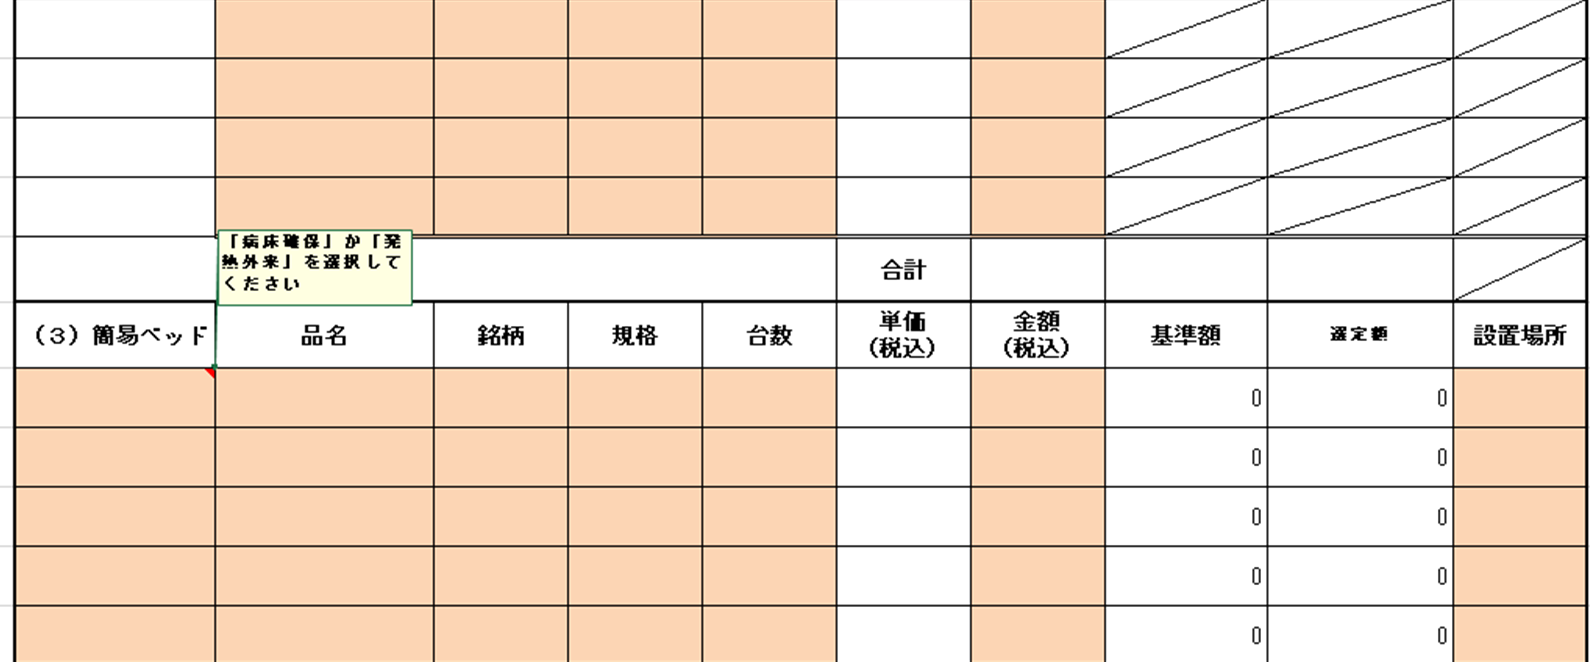 「病床確保」か「発
熱外来」を選択して
ください
合計
（3）簡易ベッド 品名 銘柄 規格 台数 単価 金額 基準額 選定額 設置場所
（税込） （税込）
0 0
0 0
0 0
0 0
0 0